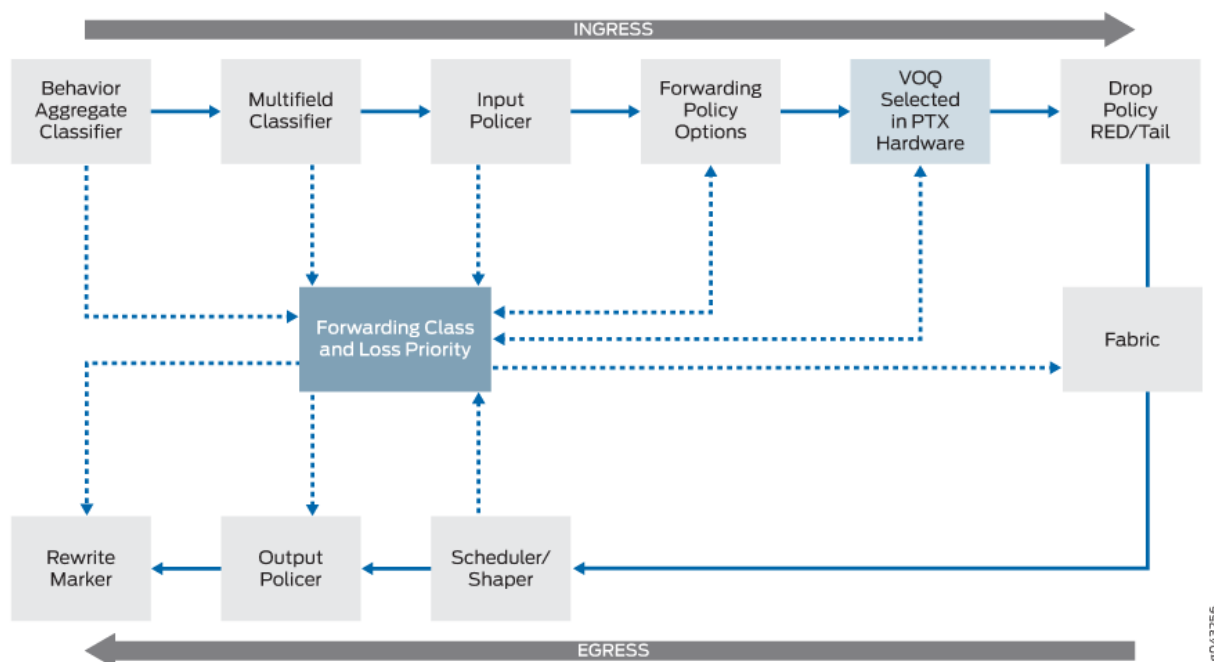 INGRESS
Behavior
Aggregate
Classifier
Multifield
Classifier
Input
Policer
Forwarding
Policy
Options
VOQ
Selected
in PTX
Hardware
Drop
Policy
RED/Tail
Forwarding Class
and Loss Priority
Fabric
Rewrite
Marker
Output
Policer
Scheduler/
Shaper
EGRESS